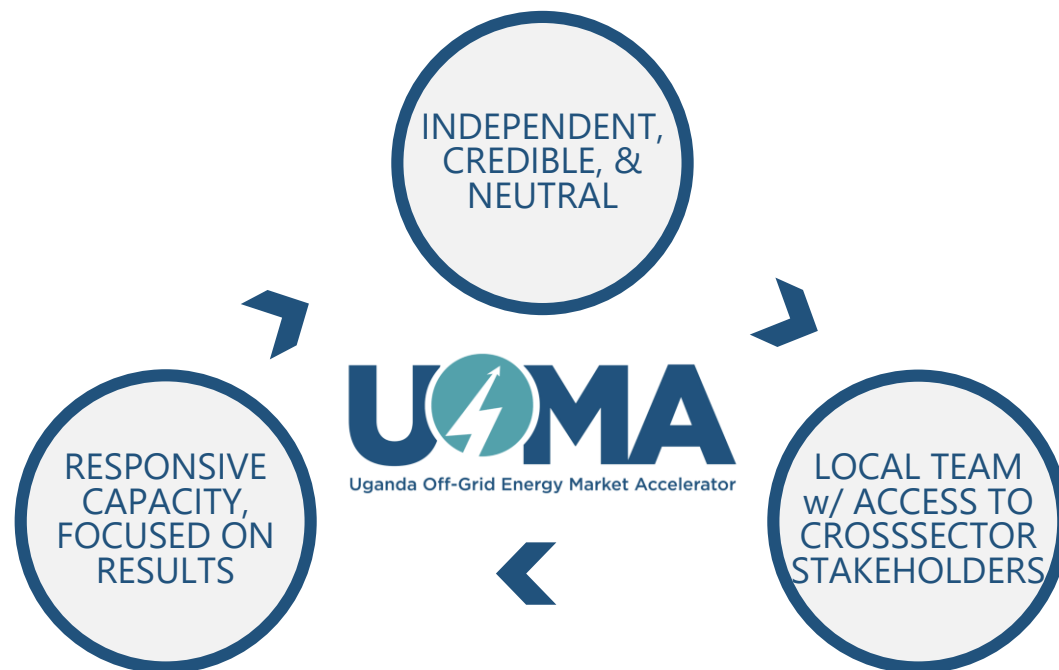 INDEPENDENT,
CREDIBLE, &
NEUTRAL
UOMA
Uganda Off-Grid Energy Market Accelerator
RESPONSIVE
CAPACITY,
FOCUSED ON
RESULTS
LOCAL TEAM
w/ ACCESS TO
CROSSSECTOR
STAKEHOLDERS